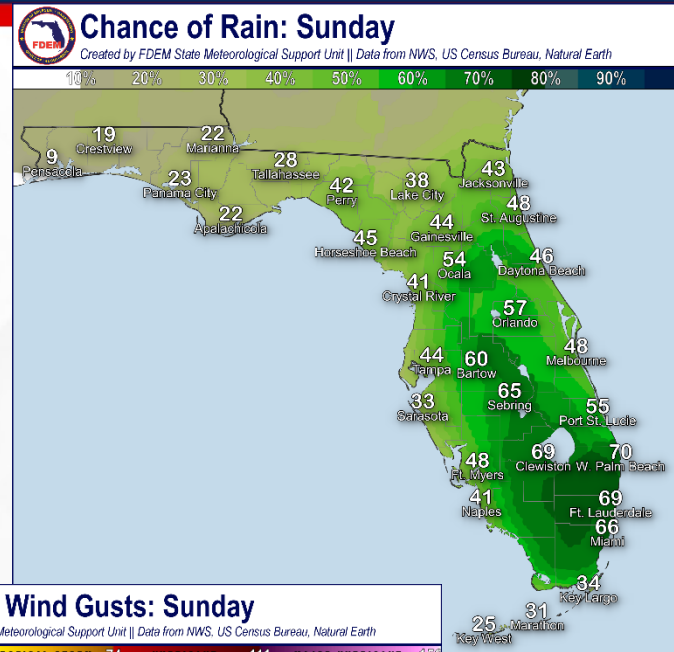 Chance of Rain: Sunday
Created by FDEM State Meteorological Support Unit || Data from NWS, US Census Bureau, Natural Earth
FDEM
10% 20% 30% 40% 50% 60% 70% 80% 90%
19
Crestview
22
Marianna
9
Pensacola
28
Tallahassee
23
Panama City
22
Apalachicola
42
Perry
38
Lake City
43
Jacksonville
48
St. Augustine
44
Gainesville
45
Horseshoe Beach
54
Ocala
46
Daytona Beach
41
Crystal River
57
Orlando
44
Tampa
60
Bartow
48
Melbourne
65
Sebring
33
Sarasota
55
Port St. Lucie
48
Ft. Myers
69
Clewiston
70
W. Palm Beach
41
Naples
69
Ft. Lauderdale
66
Miami
34
Key Largo
31
Marathon
25
Key West
Wind Gusts: Sunday
Meteorological Support Unit || Data from NWS, US Census Bureau, Natural Earth